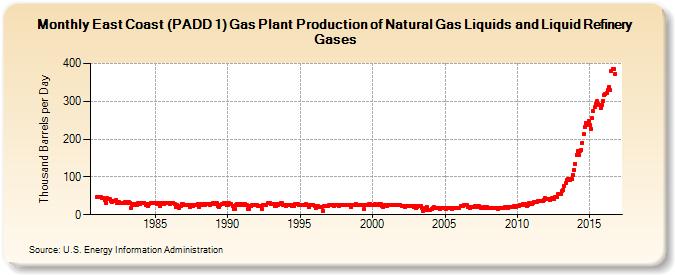 Monthly East Coast (PADD 1) Gas Plant Production of Natural Gas Liquids and Liquid Refinery
Gases
Thousand Barrels per Day
400
300
200
100
0
1985 1990 1995 2000 2005 2010 2015
Source: U.S. Energy Information Administration